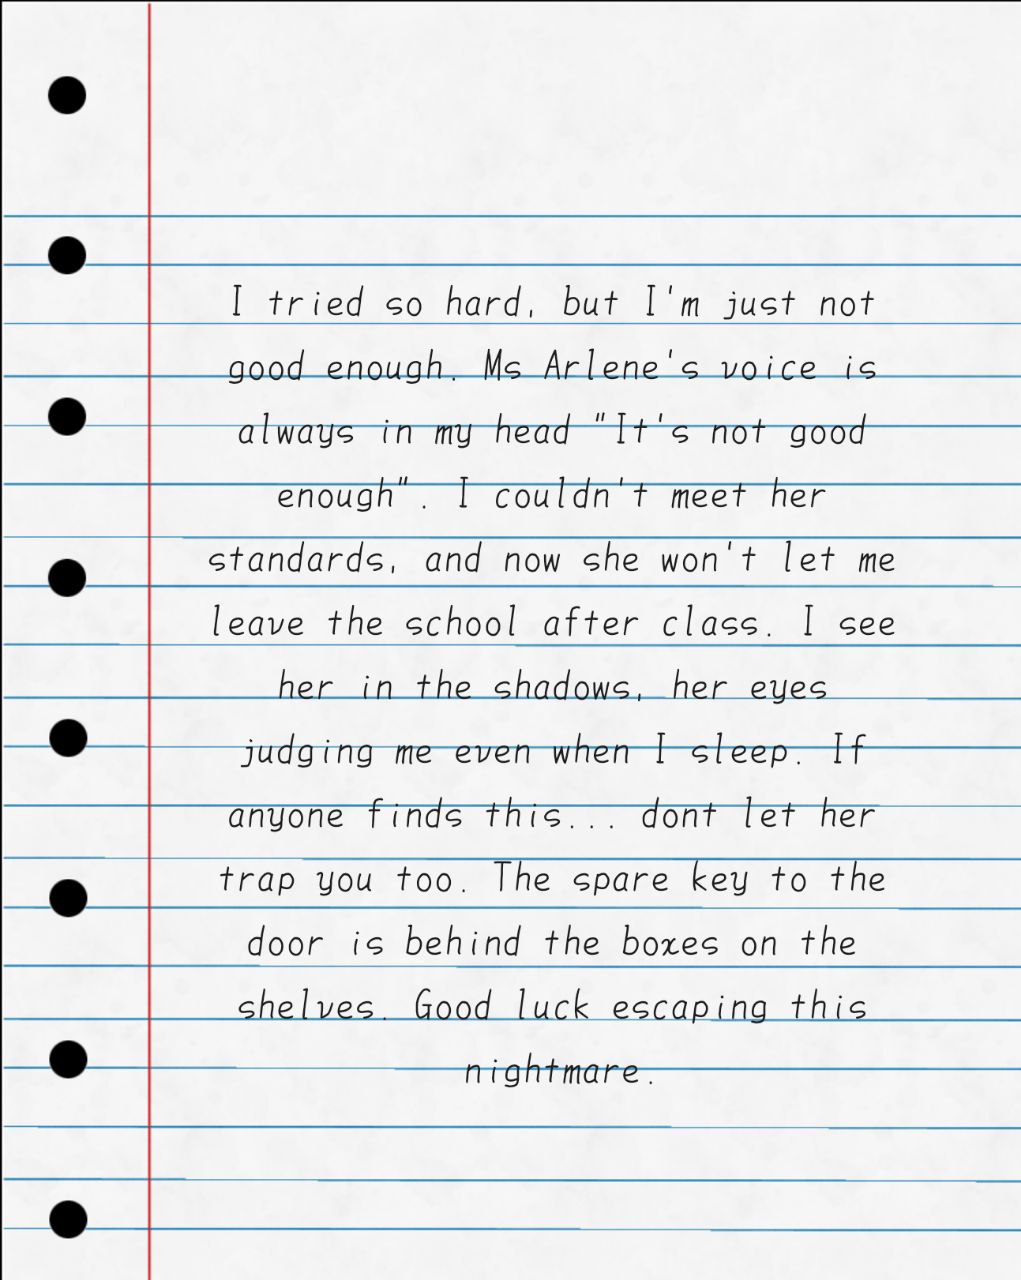 I tried so hard, but I'm just not
good enough. Ms Arlene's voice is
always in my head "It's not good
enough". I couldn't meet her
standards, and now she won't let me
leave the school after class. I see
her in the shadows, her eyes
judging me even when I sleep. If
anyone finds this... dont let her
trap you too. The spare key to the
door is behind the boxes on the
shelves. Good luck escaping this
nightmare.